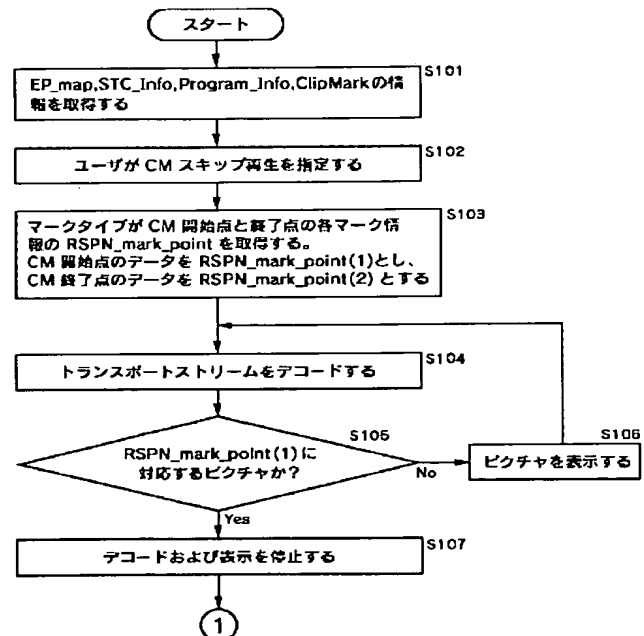 スタート
S101
EP_map,STC_Info,Program_Info,ClipMarkの情
報を取得する
S102
ユーザが CM スキップ再生を指定する
S103
マークタイプが CM 開始点と終了点の各マーク情
報の RSPN_mark_point を取得する。
CM 開始点のデータを RSPN_mark_point(1)とし、
CM 終了点のデータを RSPN_mark_point(2) とする
S104
トランスポートストリームをデコードする
S105
RSPN_mark_point(1)に
対応するピクチャか?
No
S106
ピクチャを表示する
Yes
S107
デコードおよび表示を停止する
1